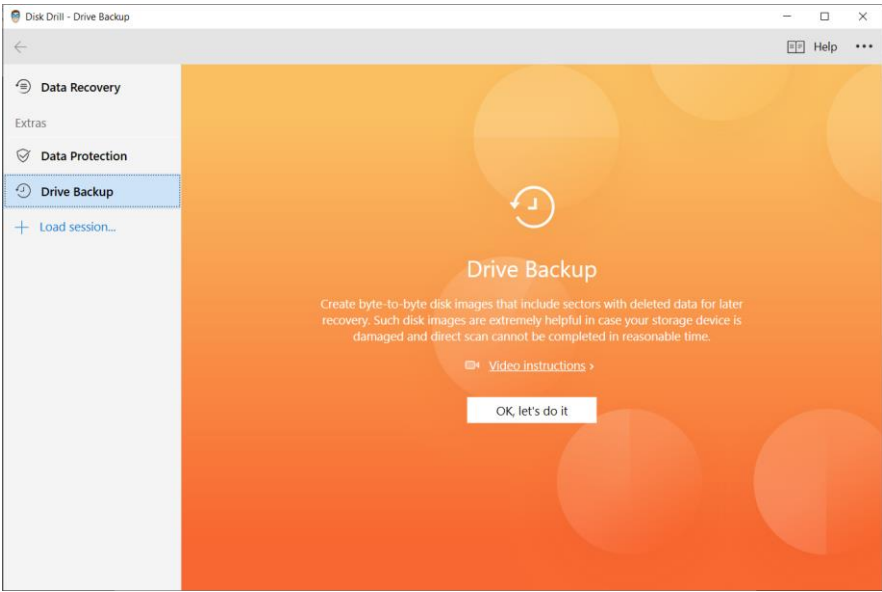 Disk Drill - Drive Backup
Help
Data Recovery
Extras
Data Protection
Drive Backup
Load session...
Drive Backup
Create byte-to-byte disk images that include sectors with deleted data for later
recovery. Such disk images are extremely helpful in case your storage device is
damaged and direct scan cannot be completed in reasonable time.
Video instructions ›
OK, let's do it